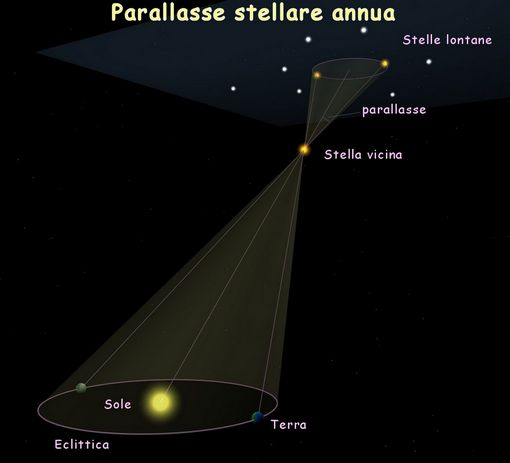 Parallasse stellare annua
Stelle lontane
parallasse
Stella vicina
Sole
Terra
Eclittica